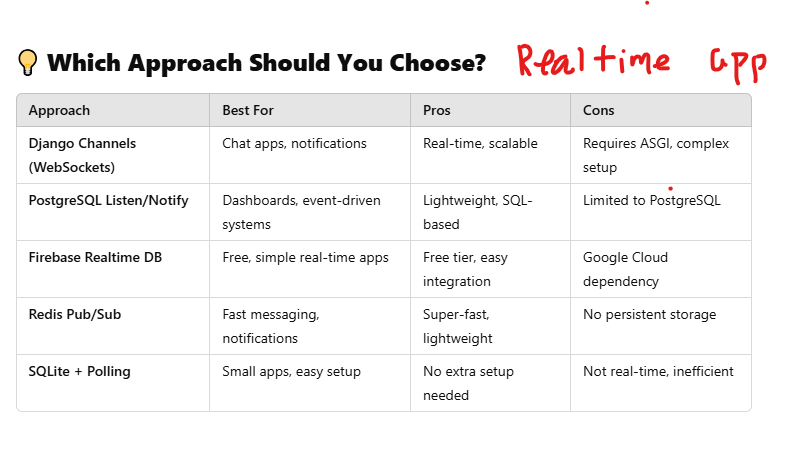 💡 Which Approach Should You Choose? Realtime app
Approach Best For Pros Cons
Django Channels Chat apps, notifications Real-time, scalable Requires ASGI, complex
(WebSockets) setup
PostgreSQL Listen/Notify Dashboards, event-driven Lightweight, SQL- Limited to PostgreSQL
systems based
Firebase Realtime DB Free, simple real-time apps Free tier, easy Google Cloud
integration dependency
Redis Pub/Sub Fast messaging, Super-fast, No persistent storage
notifications lightweight
SQLite + Polling Small apps, easy setup No extra setup Not real-time, inefficient
needed